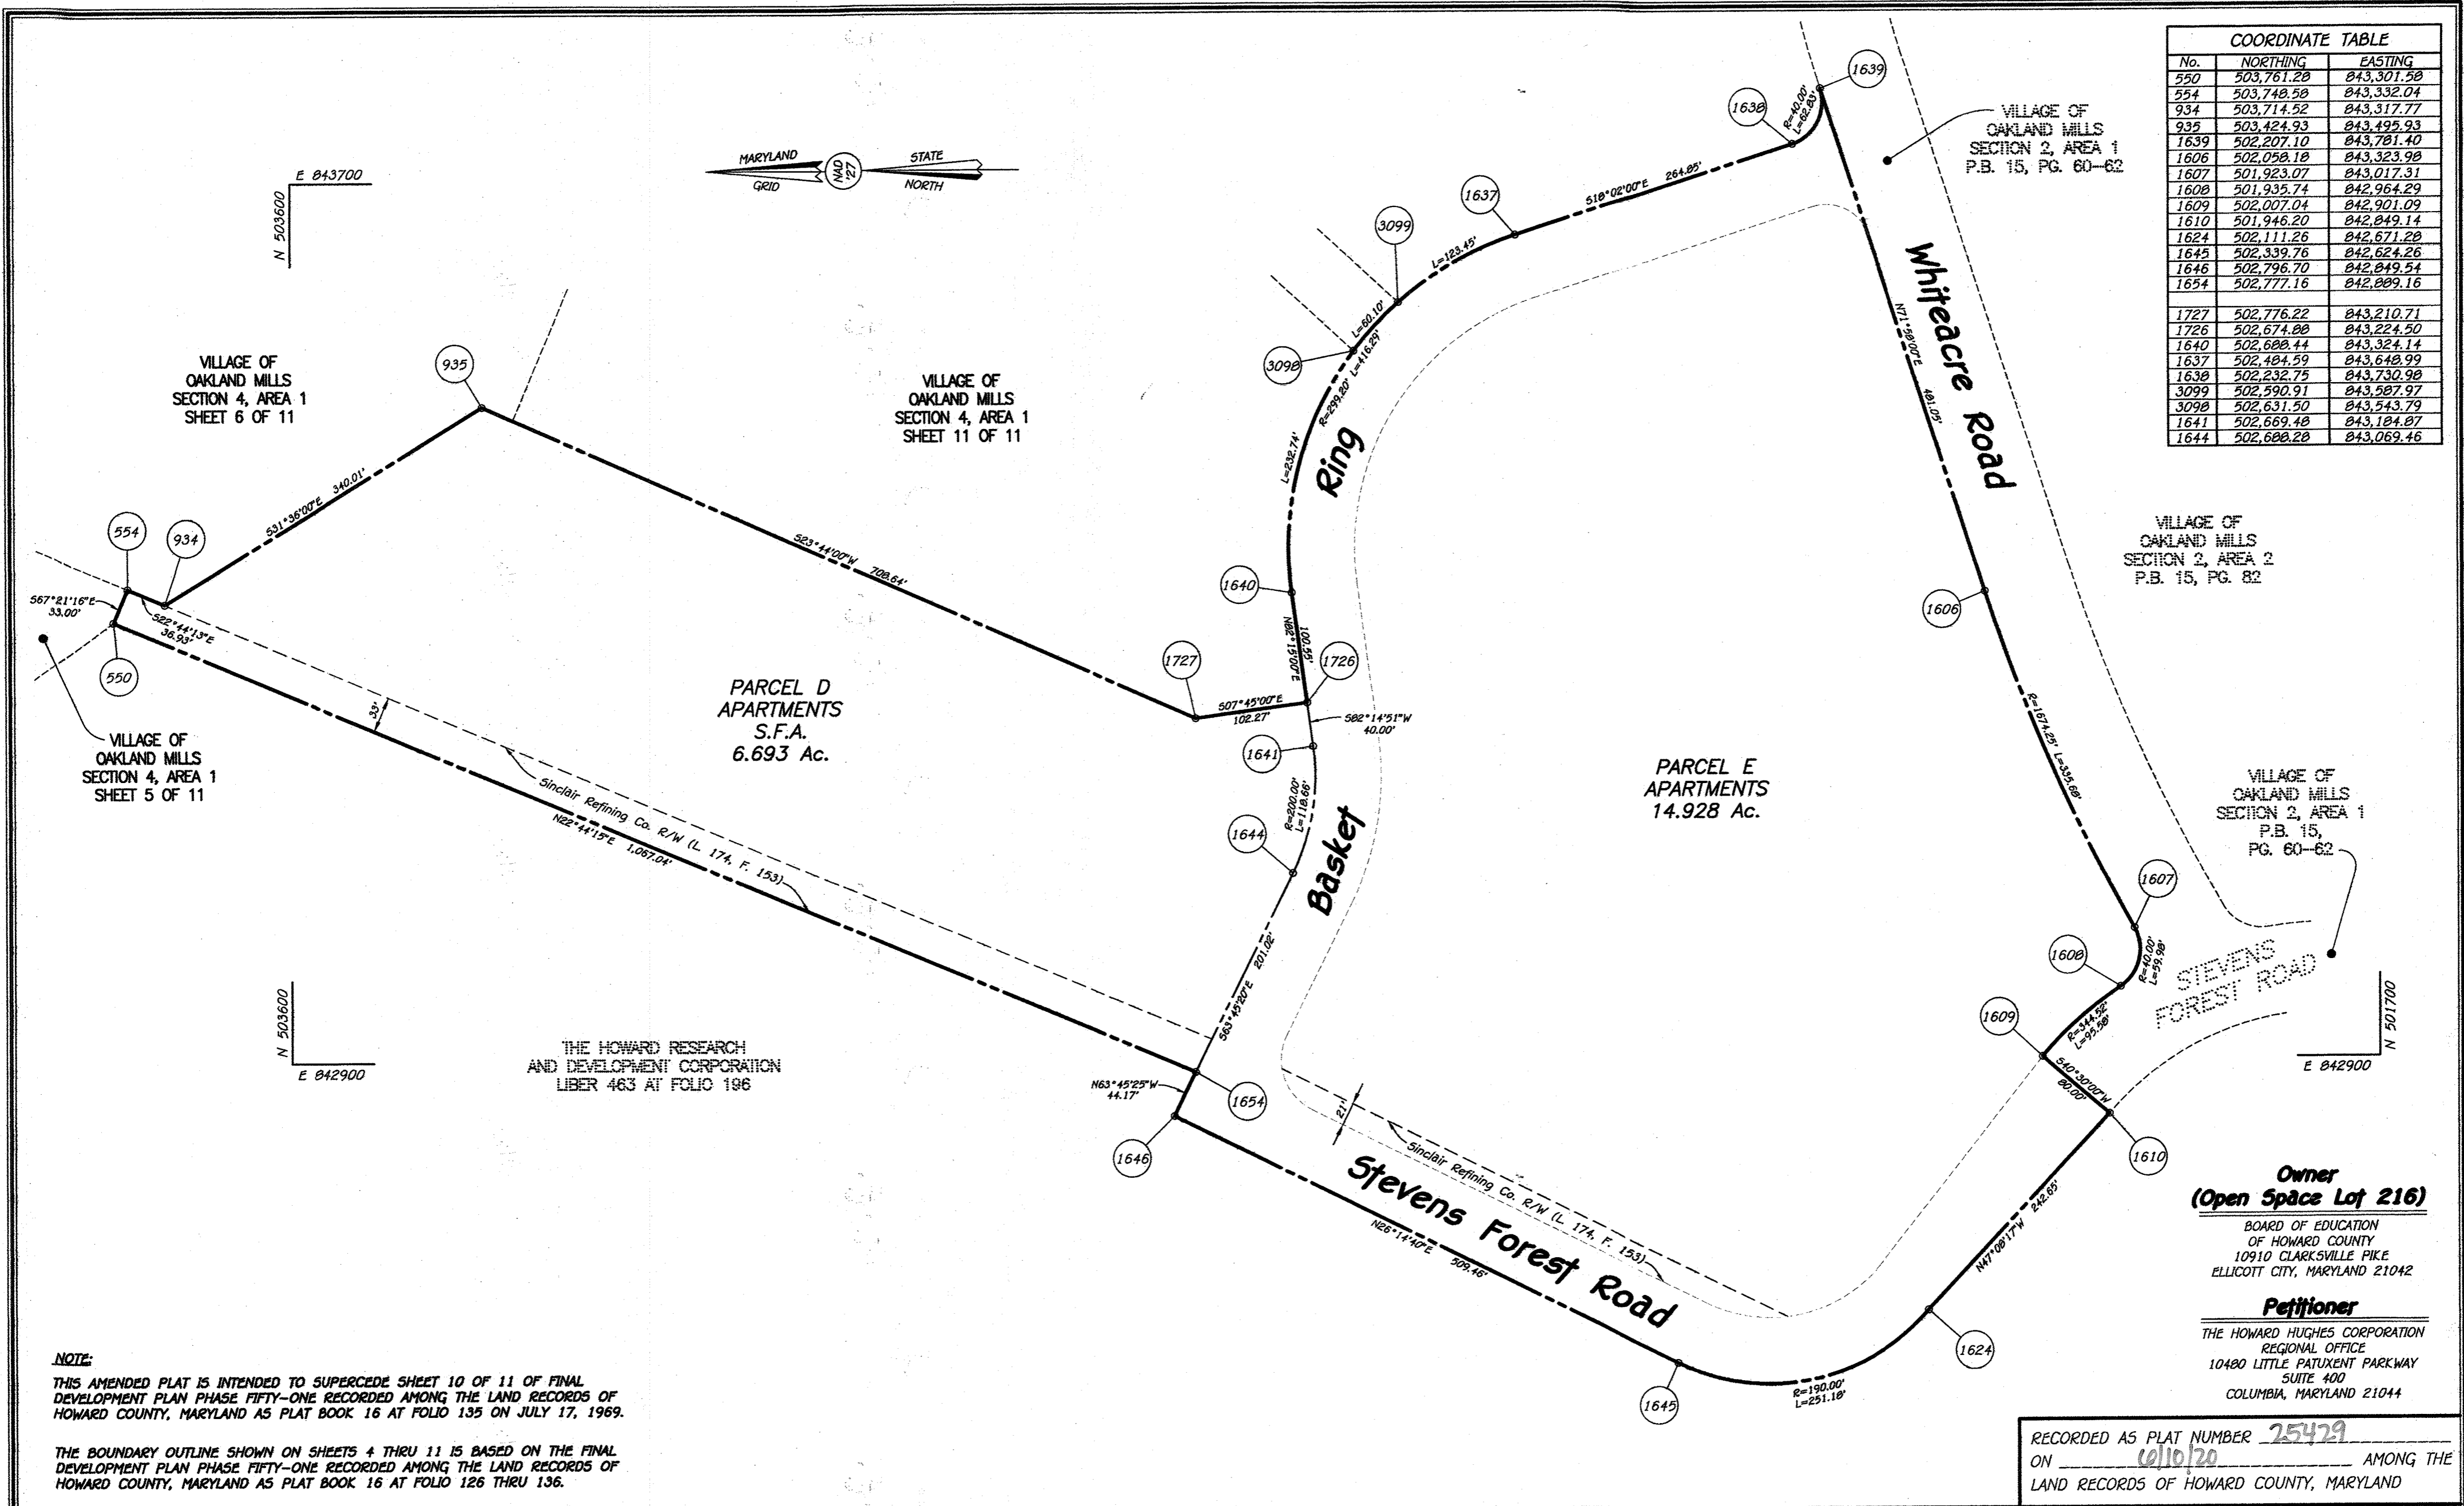 COORDINATE TABLE
No. NORTHING EASTING
550 503,761.28 843,301.58
554 503,748.58 843,332.04
934 503,714.52 843,317.77
935 503,424.93 843,495.93
1639 502,207.10 843,781.40
1606 502,058.18 843,323.98
1607 501,923.07 843,017.31
1608 501,935.74 842,964.29
1609 502,007.04 842,901.09
1610 501,946.20 842,849.14
1624 502,111.26 842,671.28
1645 502,339.76 842,624.26
1646 502,796.70 842,849.54
1654 502,777.16 842,889.16
1727 502,776.22 843,210.71
1726 502,674.88 843,224.50
1640 502,688.44 843,324.14
1637 502,484.59 843,648.99
1638 502,232.75 843,730.98
3099 502,590.91 843,587.97
3098 502,631.50 843,543.79
1641 502,669.48 843,184.87
1644 502,688.28 843,069.46
E 843700
N 503600
MARYLAND
GRID
NAD
'27
STATE
NORTH
1639
1638
R=40.00'
L=62.83'
VILLAGE OF
OAKLAND MILLS
SECTION 2, AREA 1
P.B. 15, PG. 60-62
S18°02'00"E 264.85'
1637
3099
L=123.45'
L=60.10'
3098
R=299.20' L=416.29'
L=232.74'
Ring
Whiteacre Road
N71°58'00"E 481.05'
VILLAGE OF
OAKLAND MILLS
SECTION 4, AREA 1
SHEET 6 OF 11
935
VILLAGE OF
OAKLAND MILLS
SECTION 4, AREA 1
SHEET 11 OF 11
S31°36'00"E 340.01'
S23°44'00"W 708.64'
554
934
S67°21'16"E
33.00'
S22°44'13"E
36.93'
550
33'
VILLAGE OF
OAKLAND MILLS
SECTION 4, AREA 1
SHEET 5 OF 11
PARCEL D
APARTMENTS
S.F.A.
6.693 Ac.
Sinclair Refining Co. R/W (L. 174, F. 153)
N22°44'15"E 1,067.04'
1640
N82°15'00"E
100.55'
1727
1726
S07°45'00"E
102.27'
S82°14'51"W
40.00'
1641
R=200.00'
L=118.66'
1644
Basket
S63°45'20"E 201.02'
PARCEL E
APARTMENTS
14.928 Ac.
VILLAGE OF
OAKLAND MILLS
SECTION 2, AREA 2
P.B. 15, PG. 82
1606
R=1674.25' L=335.68'
VILLAGE OF
OAKLAND MILLS
SECTION 2, AREA 1
P.B. 15,
PG. 60-62
1607
1608
R=40.00'
L=59.98'
STEVENS
FOREST ROAD
1609
R=344.52'
L=95.58'
S40°30'00"W
80.00'
1610
N 501700
E 842900
N 503600
E 842900
THE HOWARD RESEARCH
AND DEVELOPMENT CORPORATION
LIBER 463 AT FOLIO 196
N63°45'25"W
44.17'
1654
1646
21'
Sinclair Refining Co. R/W (L. 174, F. 153)
Stevens Forest Road
N26°14'40"E 509.46'
N47°08'17"W 242.65'
1624
R=190.00'
L=251.18'
1645
Owner
(Open Space Lot 216)
BOARD OF EDUCATION
OF HOWARD COUNTY
10910 CLARKSVILLE PIKE
ELLICOTT CITY, MARYLAND 21042
Petitioner
THE HOWARD HUGHES CORPORATION
REGIONAL OFFICE
10480 LITTLE PATUXENT PARKWAY
SUITE 400
COLUMBIA, MARYLAND 21044
NOTE:
THIS AMENDED PLAT IS INTENDED TO SUPERCEDE SHEET 10 OF 11 OF FINAL
DEVELOPMENT PLAN PHASE FIFTY-ONE RECORDED AMONG THE LAND RECORDS OF
HOWARD COUNTY, MARYLAND AS PLAT BOOK 16 AT FOLIO 135 ON JULY 17, 1969.
THE BOUNDARY OUTLINE SHOWN ON SHEETS 4 THRU 11 IS BASED ON THE FINAL
DEVELOPMENT PLAN PHASE FIFTY-ONE RECORDED AMONG THE LAND RECORDS OF
HOWARD COUNTY, MARYLAND AS PLAT BOOK 16 AT FOLIO 126 THRU 136.
RECORDED AS PLAT NUMBER 25429
ON 6/10/20 AMONG THE
LAND RECORDS OF HOWARD COUNTY, MARYLAND